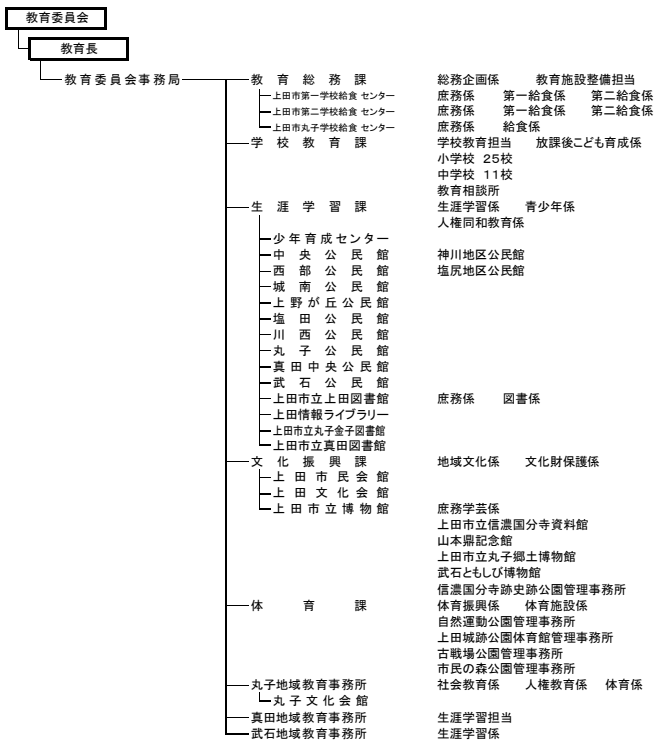 教育委員会
教育長
教育委員会事務局 教育総務課 総務企画係 教育施設整備担当
上田市第一学校給食センター 庶務係 第一給食係 第二給食係
上田市第二学校給食センター 庶務係 第一給食係 第二給食係
上田市丸子学校給食センター 庶務係 給食係
学校教育課 学校教育担当 放課後こども育成係
小学校 25校
中学校 11校
教育相談所
生涯学習課 生涯学習係 青少年係
人権同和教育係
少年育成センター
中央公民館 神川地区公民館
西部公民館 塩尻地区公民館
城南公民館
上野が丘公民館
塩田公民館
川西公民館
丸子公民館
真田中央公民館
武石公民館
上田市立上田図書館 庶務係 図書係
上田情報ライブラリー
上田市立丸子金子図書館
上田市立真田図書館
文化振興課 地域文化係 文化財保護係
上田市民会館
上田文化会館
上田市立博物館 庶務学芸係
上田市立信濃国分寺資料館
山本鼎記念館
上田市立丸子郷土博物館
武石ともしび博物館
信濃国分寺跡史跡公園管理事務所
体育課 体育振興係 体育施設係
自然運動公園管理事務所
上田城跡公園体育館管理事務所
古戦場公園管理事務所
市民の森公園管理事務所
丸子地域教育事務所 社会教育係 人権教育係 体育係
丸子文化会館
真田地域教育事務所 生涯学習担当
武石地域教育事務所 生涯学習係